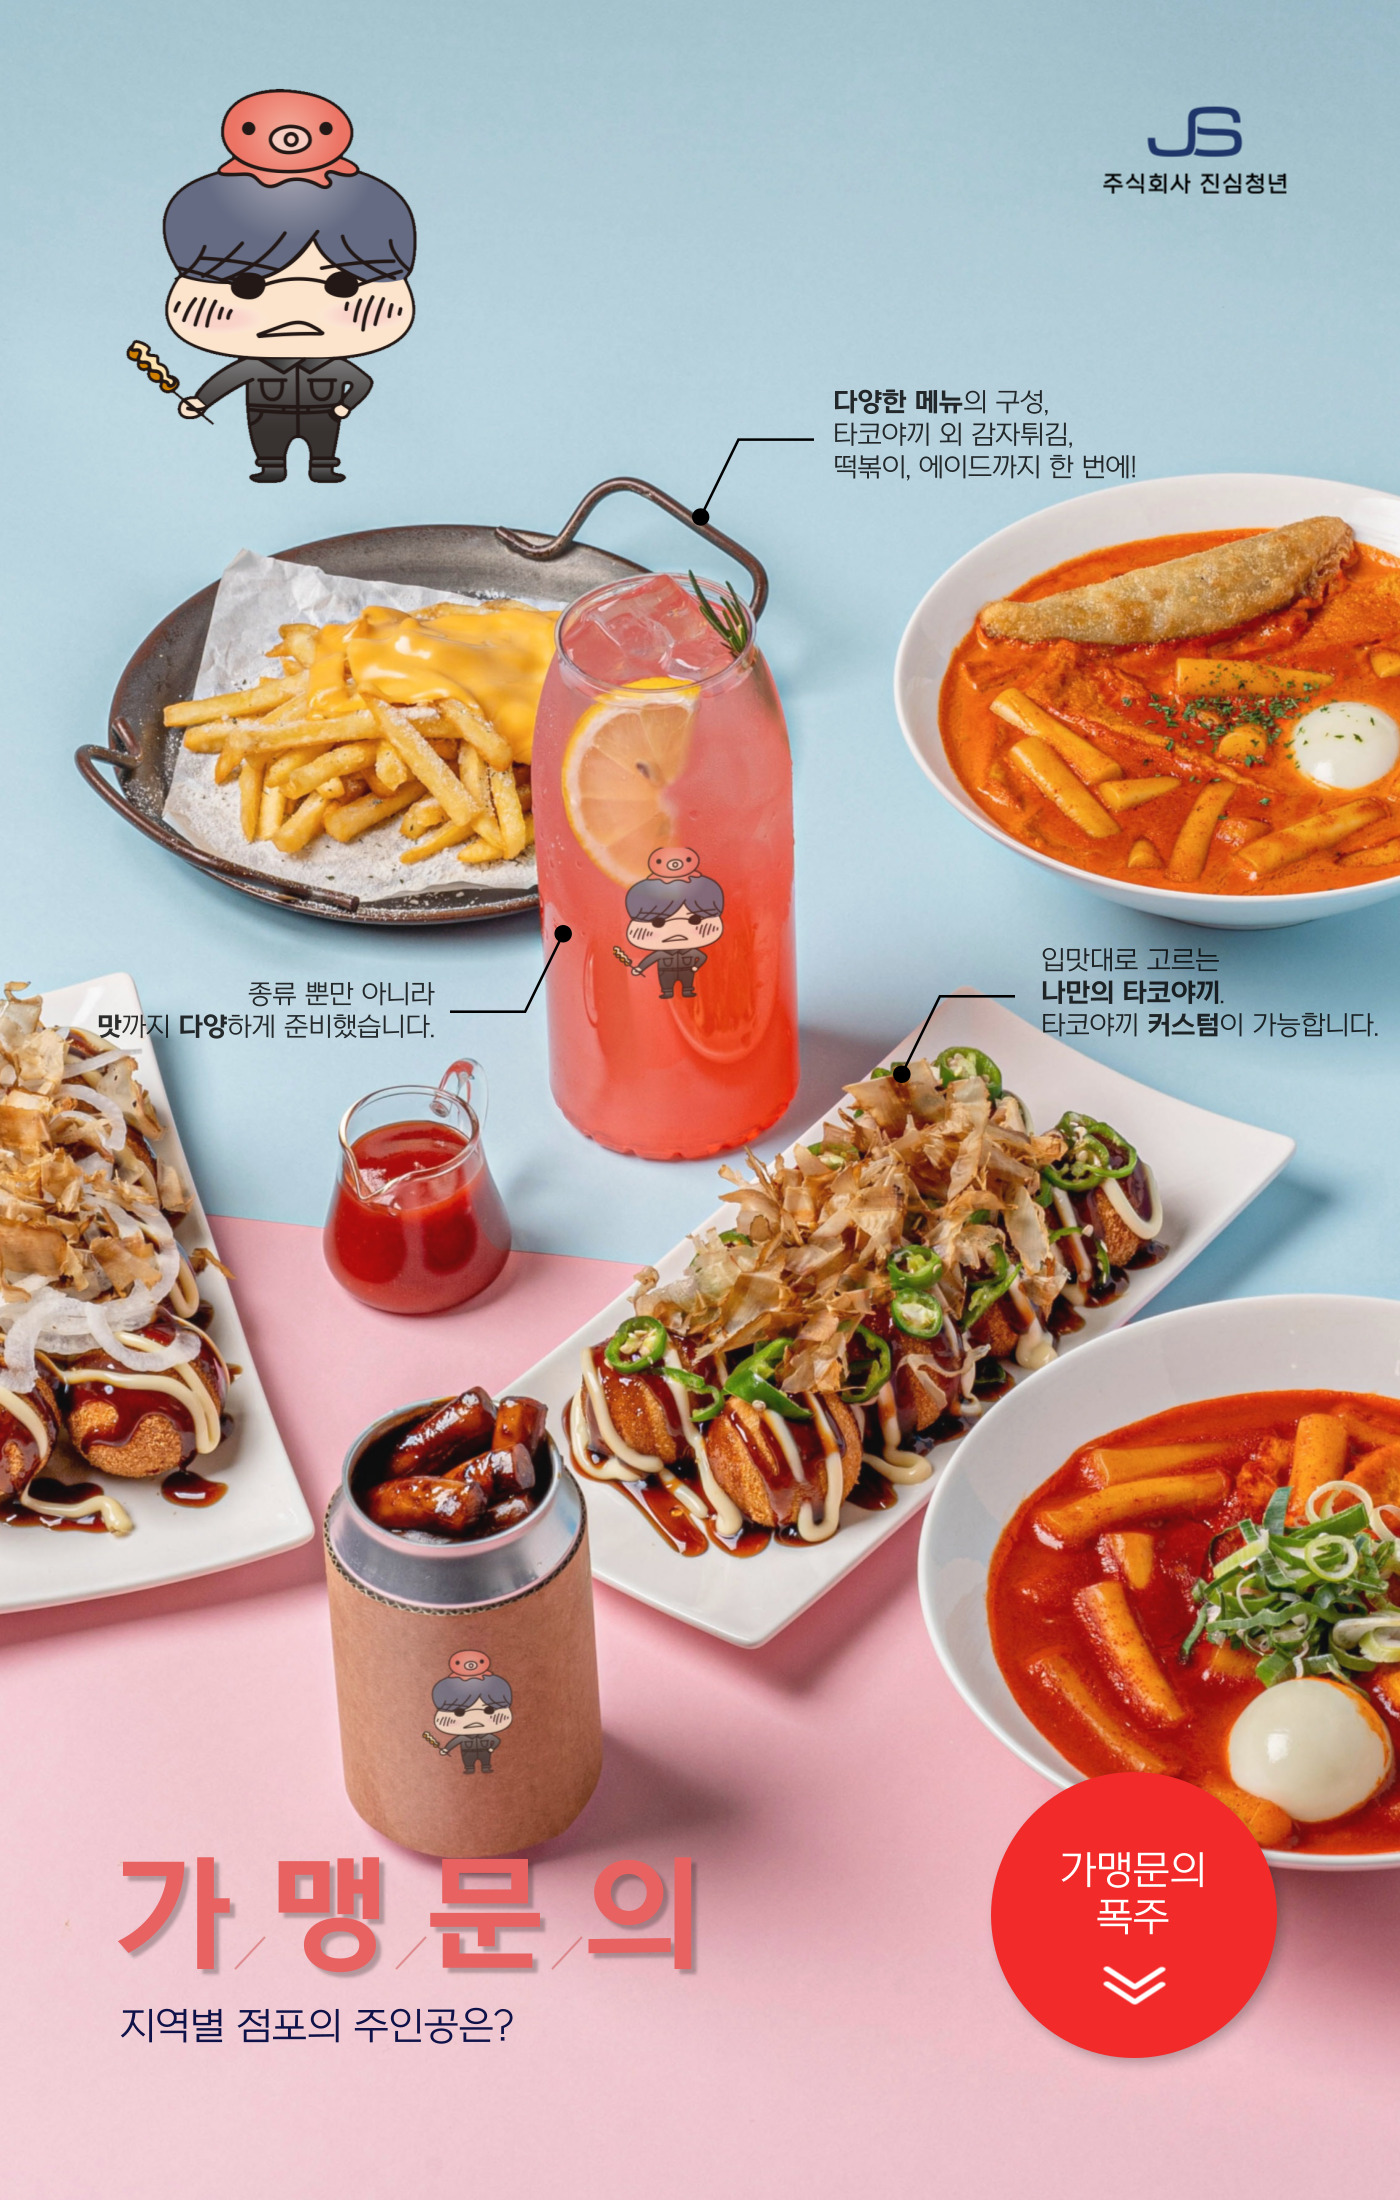 JS
주식회사 진심청년
다양한 메뉴의 구성,
타코야끼 외 감자튀김,
떡볶이, 에이드까지 한 번에!
종류 뿐만 아니라
맛까지 다양하게 준비했습니다.
입맛대로 고르는
나만의 타코야끼.
타코야끼 커스텀이 가능합니다.
가/맹/문/의
지역별 점포의 주인공은?
가맹문의
폭주